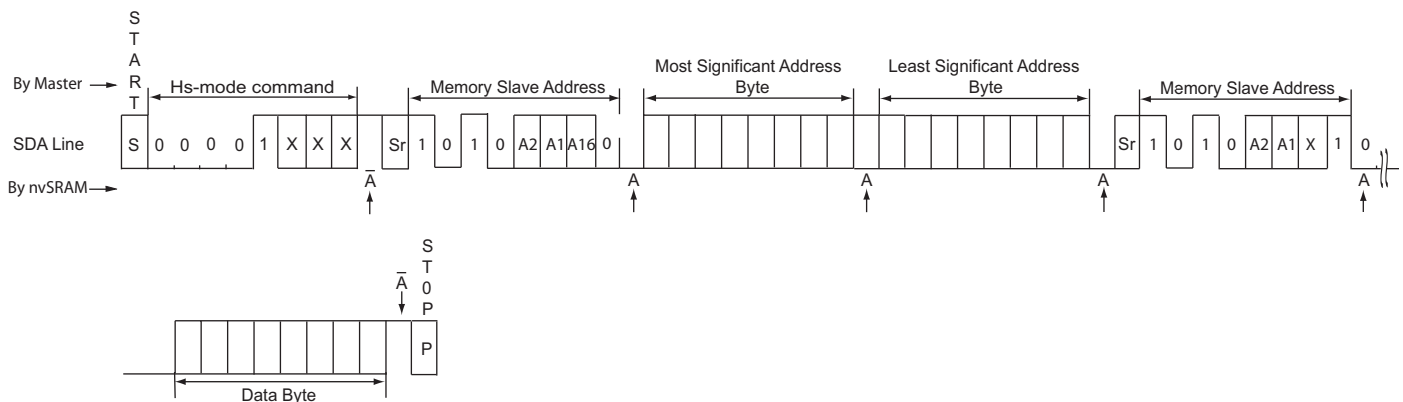 START
By Master
Hs-mode command
Memory Slave Address
Most Significant Address
Byte
Least Significant Address
Byte
Memory Slave Address
SDA Line
S 0 0 0 0 1 X X X Sr 1 0 1 0 A2 A1 A16 0 Sr 1 0 1 0 A2 A1 X 1 0
By nvSRAM
A̅ A A A A
ST0P
A̅
P
Data Byte